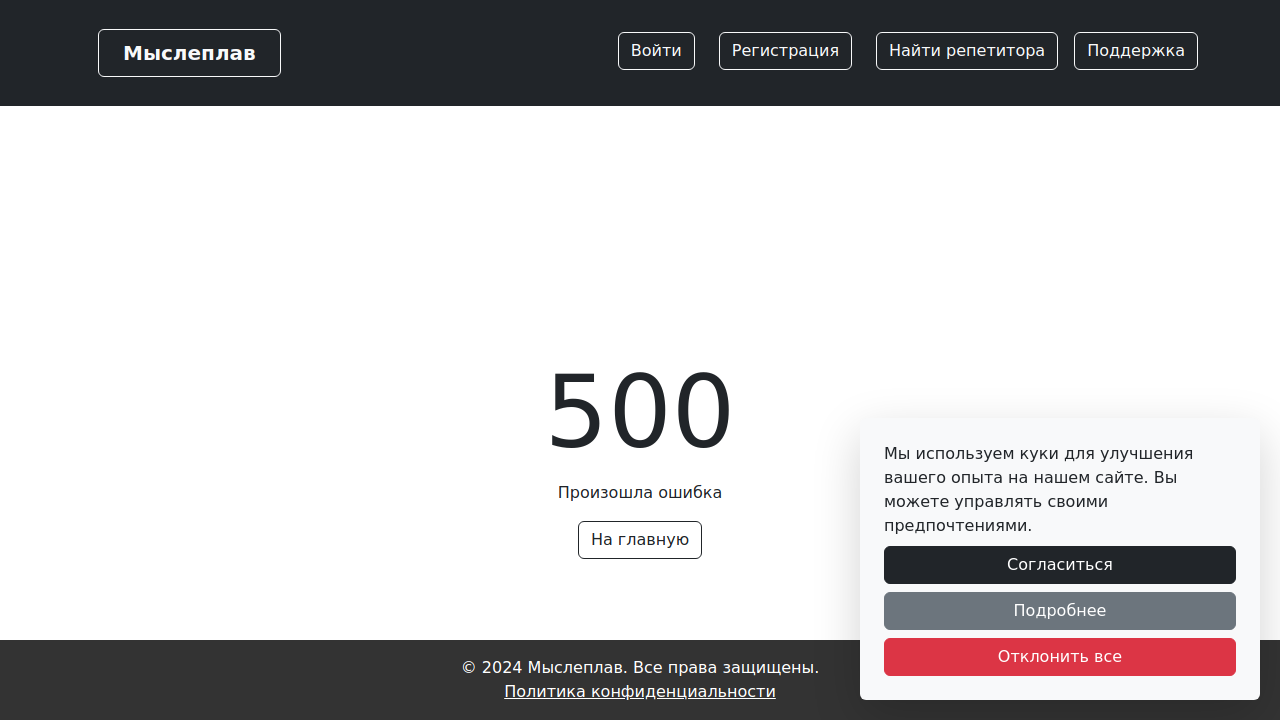 Мыслеплав
Войти
Регистрация
Найти репетитора
Поддержка
500
Произошла ошибка
На главную
Мы используем куки для улучшения
вашего опыта на нашем сайте. Вы
можете управлять своими
предпочтениями.
Согласиться
Подробнее
Отклонить все
© 2024 Мыслеплав. Все права защищены.
Политика конфиденциальности